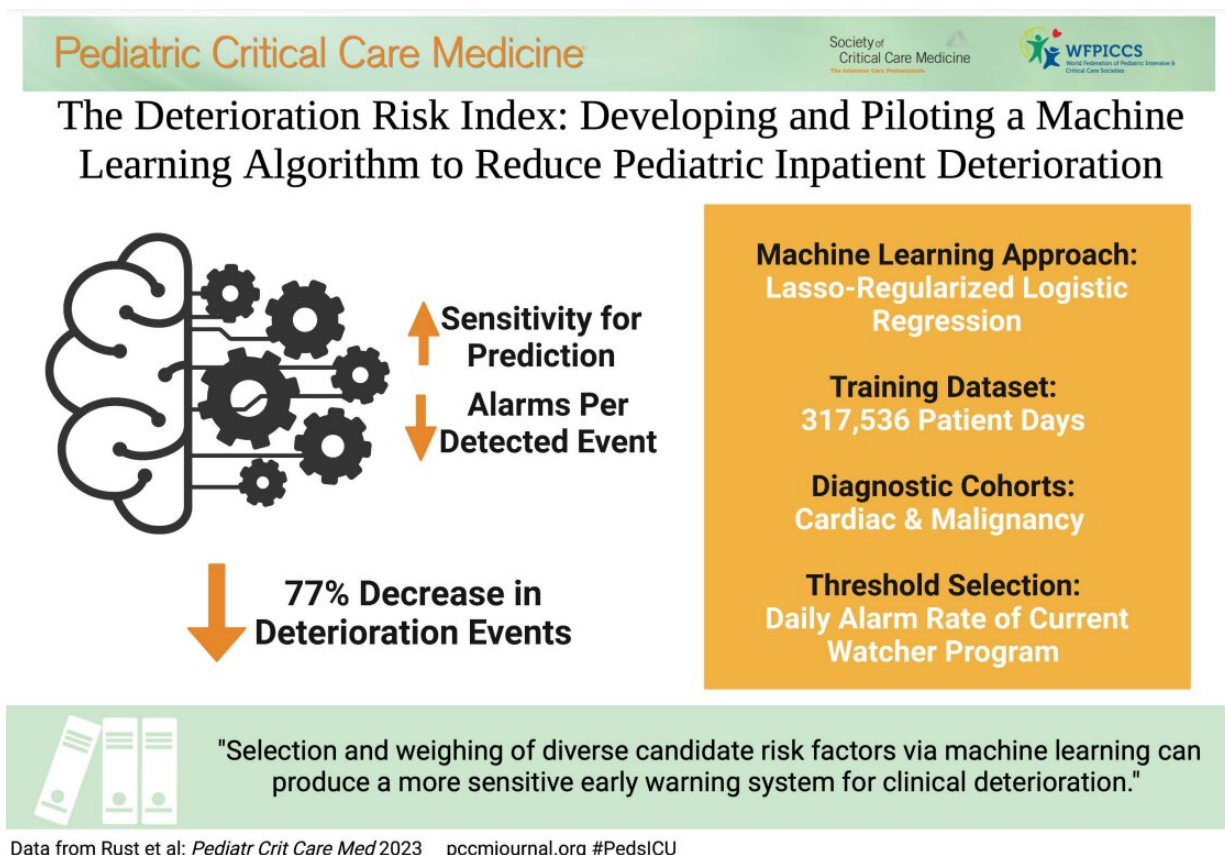 Pediatric Critical Care Medicine
Society of
Critical Care Medicine
The Intensive Care Professionals
WFPICCS
World Federation of Pediatric Intensive &
Critical Care Societies
The Deterioration Risk Index: Developing and Piloting a Machine
Learning Algorithm to Reduce Pediatric Inpatient Deterioration
Sensitivity for
Prediction
Alarms Per
Detected Event
77% Decrease in
Deterioration Events
Machine Learning Approach:
Lasso-Regularized Logistic
Regression
Training Dataset:
317,536 Patient Days
Diagnostic Cohorts:
Cardiac & Malignancy
Threshold Selection:
Daily Alarm Rate of Current
Watcher Program
"Selection and weighing of diverse candidate risk factors via machine learning can
produce a more sensitive early warning system for clinical deterioration."
Data from Rust et al: Pediatr Crit Care Med 2023 pccmjournal.org #PedsICU